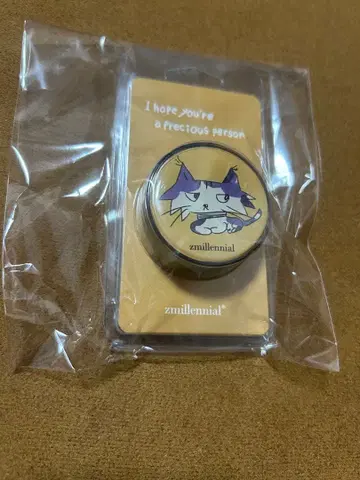 I hope you're
a precious person
zmillennial
zmillennial®